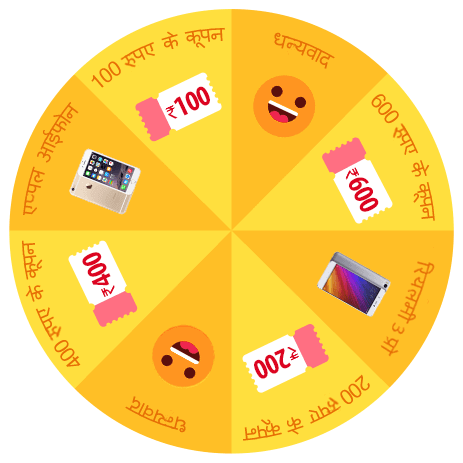 धन्यवाद
600 रुपए के कूपन
₹600
रियलमी 3 प्रो
200 रुपए के कूपन
₹200
धन्यवाद
400 रुपए के कूपन
₹400
एप्पल आईफोन
100 रुपए के कूपन
₹100